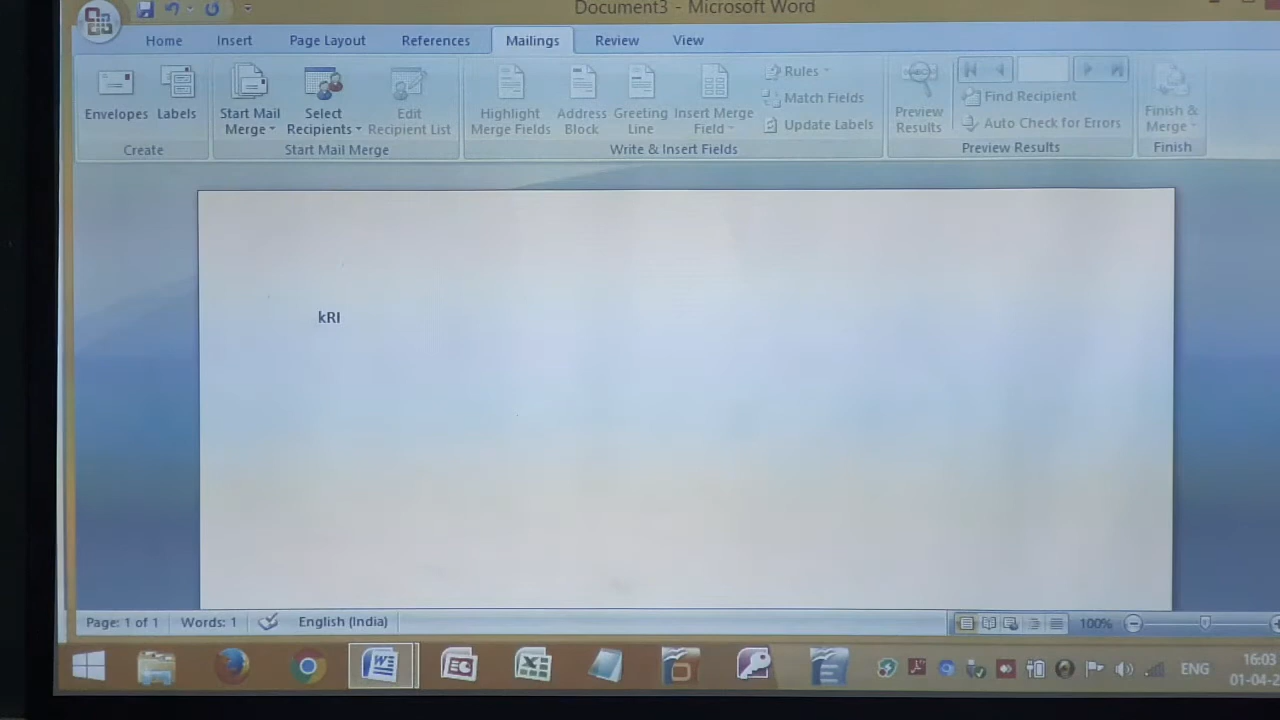 Document3 - Microsoft Word
Home Insert Page Layout References Mailings Review View
Envelopes Labels
Create
Start Mail Merge Select Recipients Edit Recipient List
Start Mail Merge
Highlight Merge Fields Address Block Greeting Line Insert Merge Field
Rules
Match Fields
Update Labels
Write & Insert Fields
Preview Results
Find Recipient
Auto Check for Errors
Preview Results
Finish & Merge
Finish
kRI
Page: 1 of 1 Words: 1 English (India) 100%
ENG 16:03
01-04-2